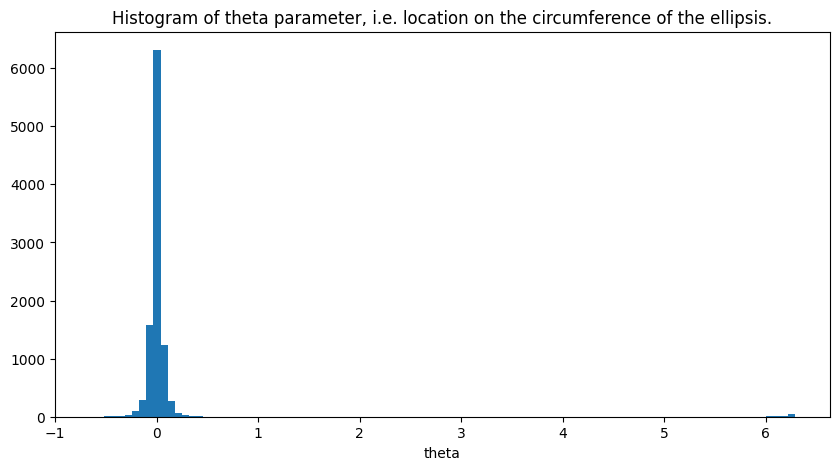 Histogram of theta parameter, i.e. location on the circumference of the ellipsis.
6000
5000
4000
3000
2000
1000
0
−1 0 1 2 3 4 5 6
theta